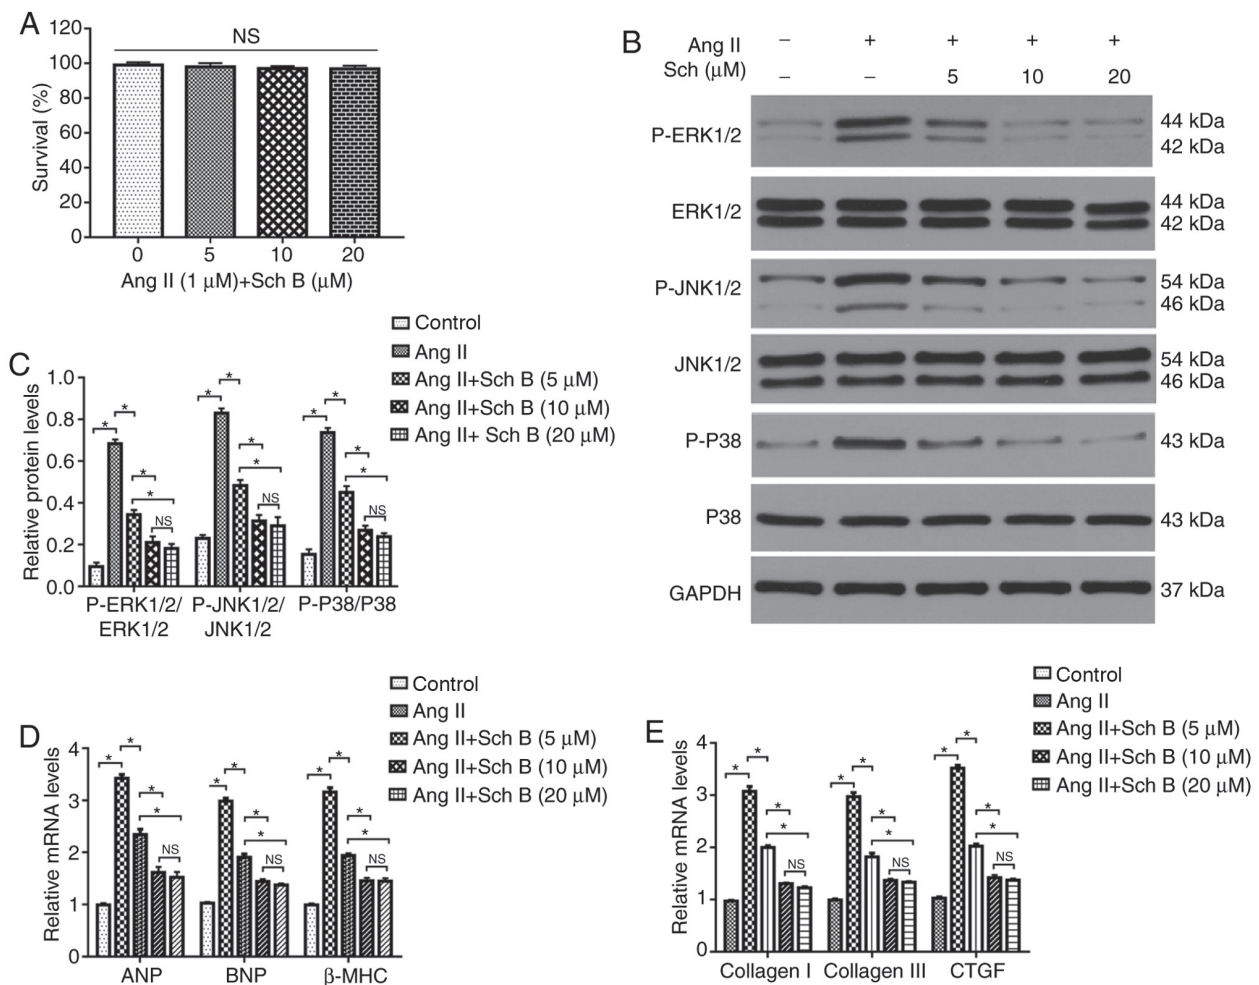 A
120
100
80
60
40
20
0
Survival (%)
NS
0 5 10 20
Ang II (1 μM)+Sch B (μM)
B
Ang II − + + + +
Sch (μM) − − 5 10 20
P-ERK1/2
44 kDa
42 kDa
ERK1/2
44 kDa
42 kDa
P-JNK1/2
54 kDa
46 kDa
JNK1/2
54 kDa
46 kDa
P-P38
43 kDa
P38
43 kDa
GAPDH
37 kDa
C
Control
Ang II
Ang II+Sch B (5 μM)
Ang II+Sch B (10 μM)
Ang II+ Sch B (20 μM)
1.0
0.8
0.6
0.4
0.2
0.0
Relative protein levels
* * * * NS
* * * * NS
* * * * NS
P-ERK1/2/ P-JNK1/2/ P-P38/P38
ERK1/2 JNK1/2
D
Control
Ang II
Ang II+Sch B (5 μM)
Ang II+Sch B (10 μM)
Ang II+Sch B (20 μM)
4
3
2
1
0
Relative mRNA levels
* * * * NS
* * * * NS
* * * * NS
ANP BNP β-MHC
E
Control
Ang II
Ang II+Sch B (5 μM)
Ang II+Sch B (10 μM)
Ang II+Sch B (20 μM)
4
3
2
1
0
Relative mRNA levels
* * * * NS
* * * * NS
* * * * NS
Collagen I Collagen III CTGF